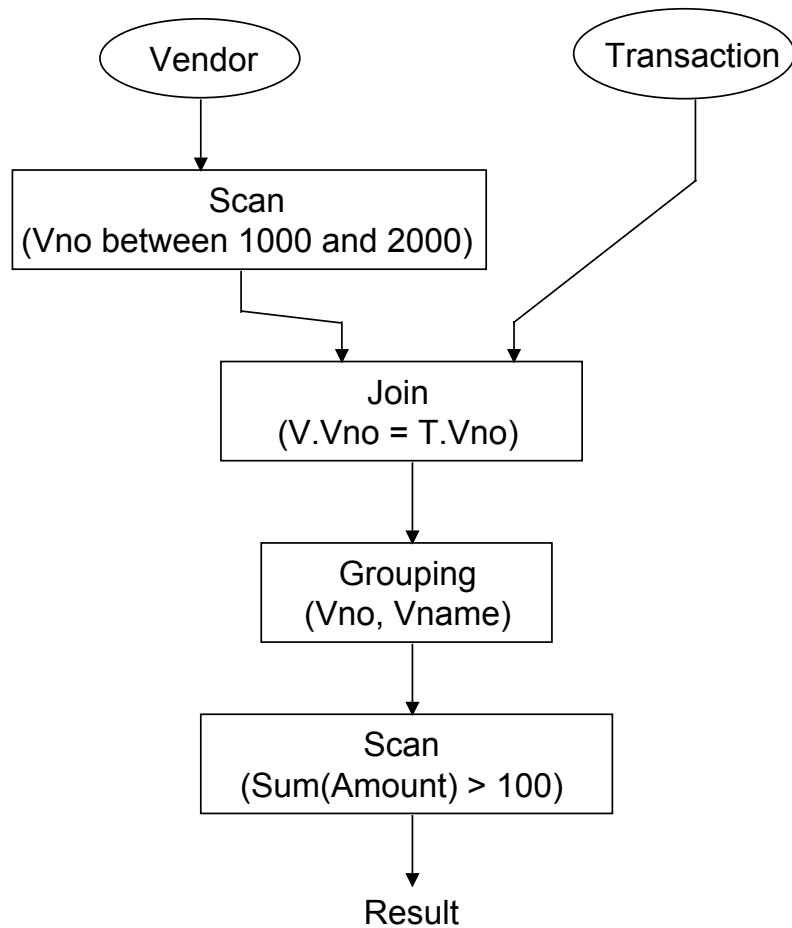 Vendor
Transaction
Scan
(Vno between 1000 and 2000)
Join
(V.Vno = T.Vno)
Grouping
(Vno, Vname)
Scan
(Sum(Amount) > 100)
Result